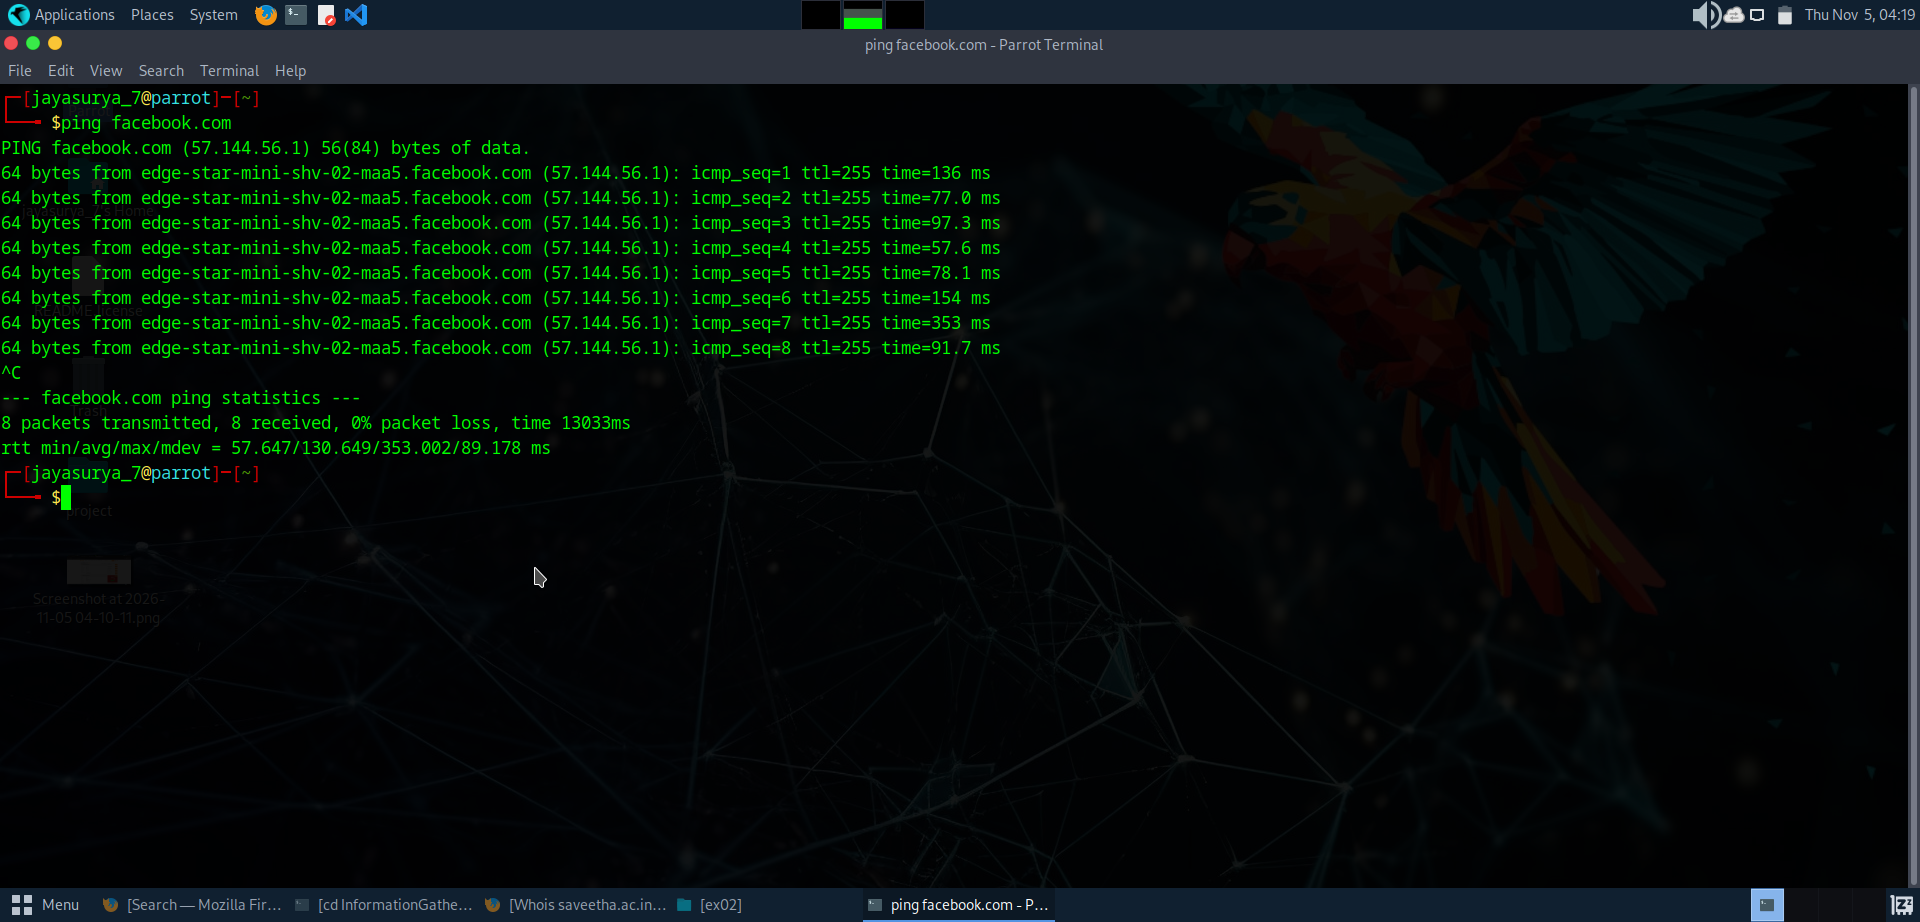 Applications Places System Thu Nov 5, 04:19
ping facebook.com - Parrot Terminal
File Edit View Search Terminal Help
┌─[jayasurya_7@parrot]─[~]
└──╼ $ping facebook.com
PING facebook.com (57.144.56.1) 56(84) bytes of data.
64 bytes from edge-star-mini-shv-02-maa5.facebook.com (57.144.56.1): icmp_seq=1 ttl=255 time=136 ms
64 bytes from edge-star-mini-shv-02-maa5.facebook.com (57.144.56.1): icmp_seq=2 ttl=255 time=77.0 ms
64 bytes from edge-star-mini-shv-02-maa5.facebook.com (57.144.56.1): icmp_seq=3 ttl=255 time=97.3 ms
64 bytes from edge-star-mini-shv-02-maa5.facebook.com (57.144.56.1): icmp_seq=4 ttl=255 time=57.6 ms
64 bytes from edge-star-mini-shv-02-maa5.facebook.com (57.144.56.1): icmp_seq=5 ttl=255 time=78.1 ms
64 bytes from edge-star-mini-shv-02-maa5.facebook.com (57.144.56.1): icmp_seq=6 ttl=255 time=154 ms
64 bytes from edge-star-mini-shv-02-maa5.facebook.com (57.144.56.1): icmp_seq=7 ttl=255 time=353 ms
64 bytes from edge-star-mini-shv-02-maa5.facebook.com (57.144.56.1): icmp_seq=8 ttl=255 time=91.7 ms
^C
--- facebook.com ping statistics ---
8 packets transmitted, 8 received, 0% packet loss, time 13033ms
rtt min/avg/max/mdev = 57.647/130.649/353.002/89.178 ms
┌─[jayasurya_7@parrot]─[~]
└──╼ $
project
Screenshot at 2026-
11-05 04-10-11.png
Menu [Search — Mozilla Fir... [cd InformationGathe... [Whois saveetha.ac.in... [ex02] ping facebook.com - P...